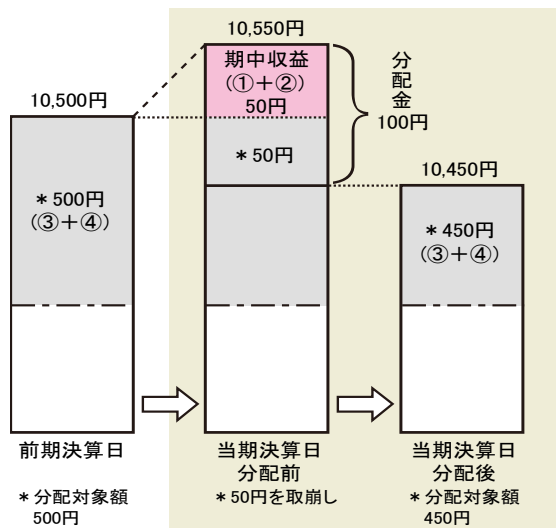 10,500円
＊500円
(③＋④)
前期決算日
＊分配対象額
500円
10,550円
期中収益
(①＋②)
50円
＊50円
分配金
100円
当期決算日
分配前
＊50円を取崩し
10,450円
＊450円
(③＋④)
当期決算日
分配後
＊分配対象額
450円